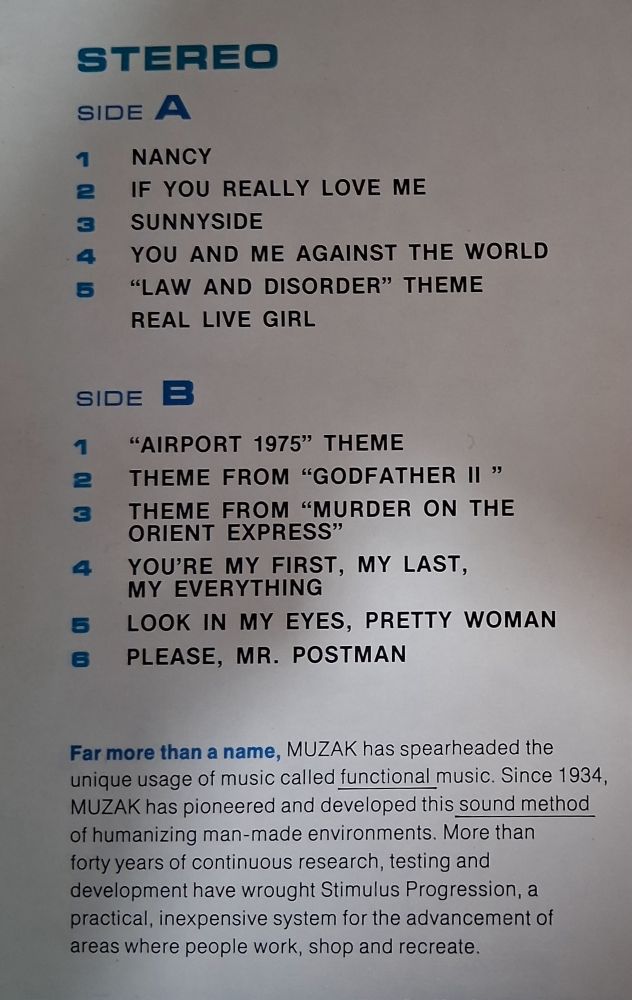 STEREO
SIDE A
1 NANCY
2 IF YOU REALLY LOVE ME
3 SUNNYSIDE
4 YOU AND ME AGAINST THE WORLD
5 “LAW AND DISORDER” THEME
REAL LIVE GIRL
SIDE B
1 “AIRPORT 1975” THEME
2 THEME FROM “GODFATHER II ”
3 THEME FROM “MURDER ON THE
ORIENT EXPRESS”
4 YOU’RE MY FIRST, MY LAST,
MY EVERYTHING
5 LOOK IN MY EYES, PRETTY WOMAN
6 PLEASE, MR. POSTMAN
Far more than a name, MUZAK has spearheaded the
unique usage of music called functional music. Since 1934,
MUZAK has pioneered and developed this sound method
of humanizing man-made environments. More than
forty years of continuous research, testing and
development have wrought Stimulus Progression, a
practical, inexpensive system for the advancement of
areas where people work, shop and recreate.